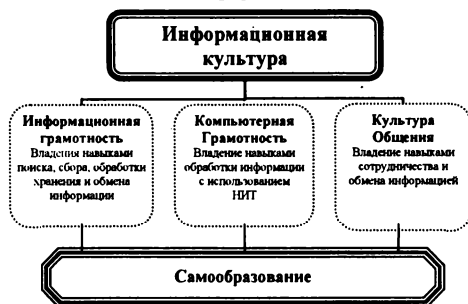 Информационная
культура
Информационная
грамотность
Владения навыками
поиска, сбора, обработки
хранения и обмена
информации
Компьютерная
Грамотность
Владение навыками
обработки информации
с использованием
НИТ
Культура
Общения
Владение навыками
сотрудничества и
обмена информацией
Самообразование